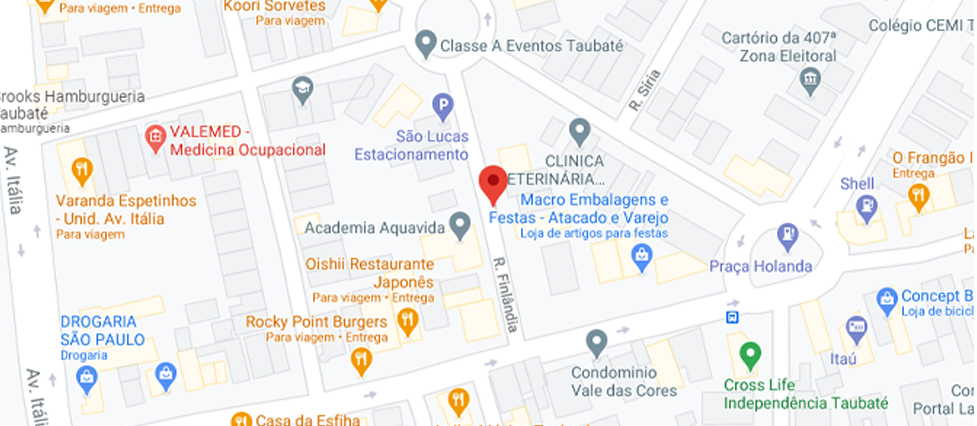 Para viagem • Entrega
Koori Sorvetes
Para viagem
Classe A Eventos Taubaté
Cartório da 407ª
Zona Eleitoral
Colégio CEMI T
rooks Hamburgueria
aubaté
amburgueria
VALEMED -
Medicina Ocupacional
São Lucas
Estacionamento
R. Síria
CLINICA
ETERINÁRIA...
Av. Itália
Varanda Espetinhos
- Unid. Av. Itália
Para viagem
Macro Embalagens e
Festas - Atacado e Varejo
Loja de artigos para festas
Academia Aquavida
O Frangão I
Entrega
Shell
Praça Holanda
Oishii Restaurante
Japonês
Para viagem • Entrega
R. Finlândia
Rocky Point Burgers
Para viagem • Entrega
DROGARIA
SÃO PAULO
Drogaria
Concept B
Loja de bicicl
Itaú
Condominio
Vale das Cores
Cross Life
Independência Taubaté
Av. Itáli
Casa da Esfiha
Con
Portal La